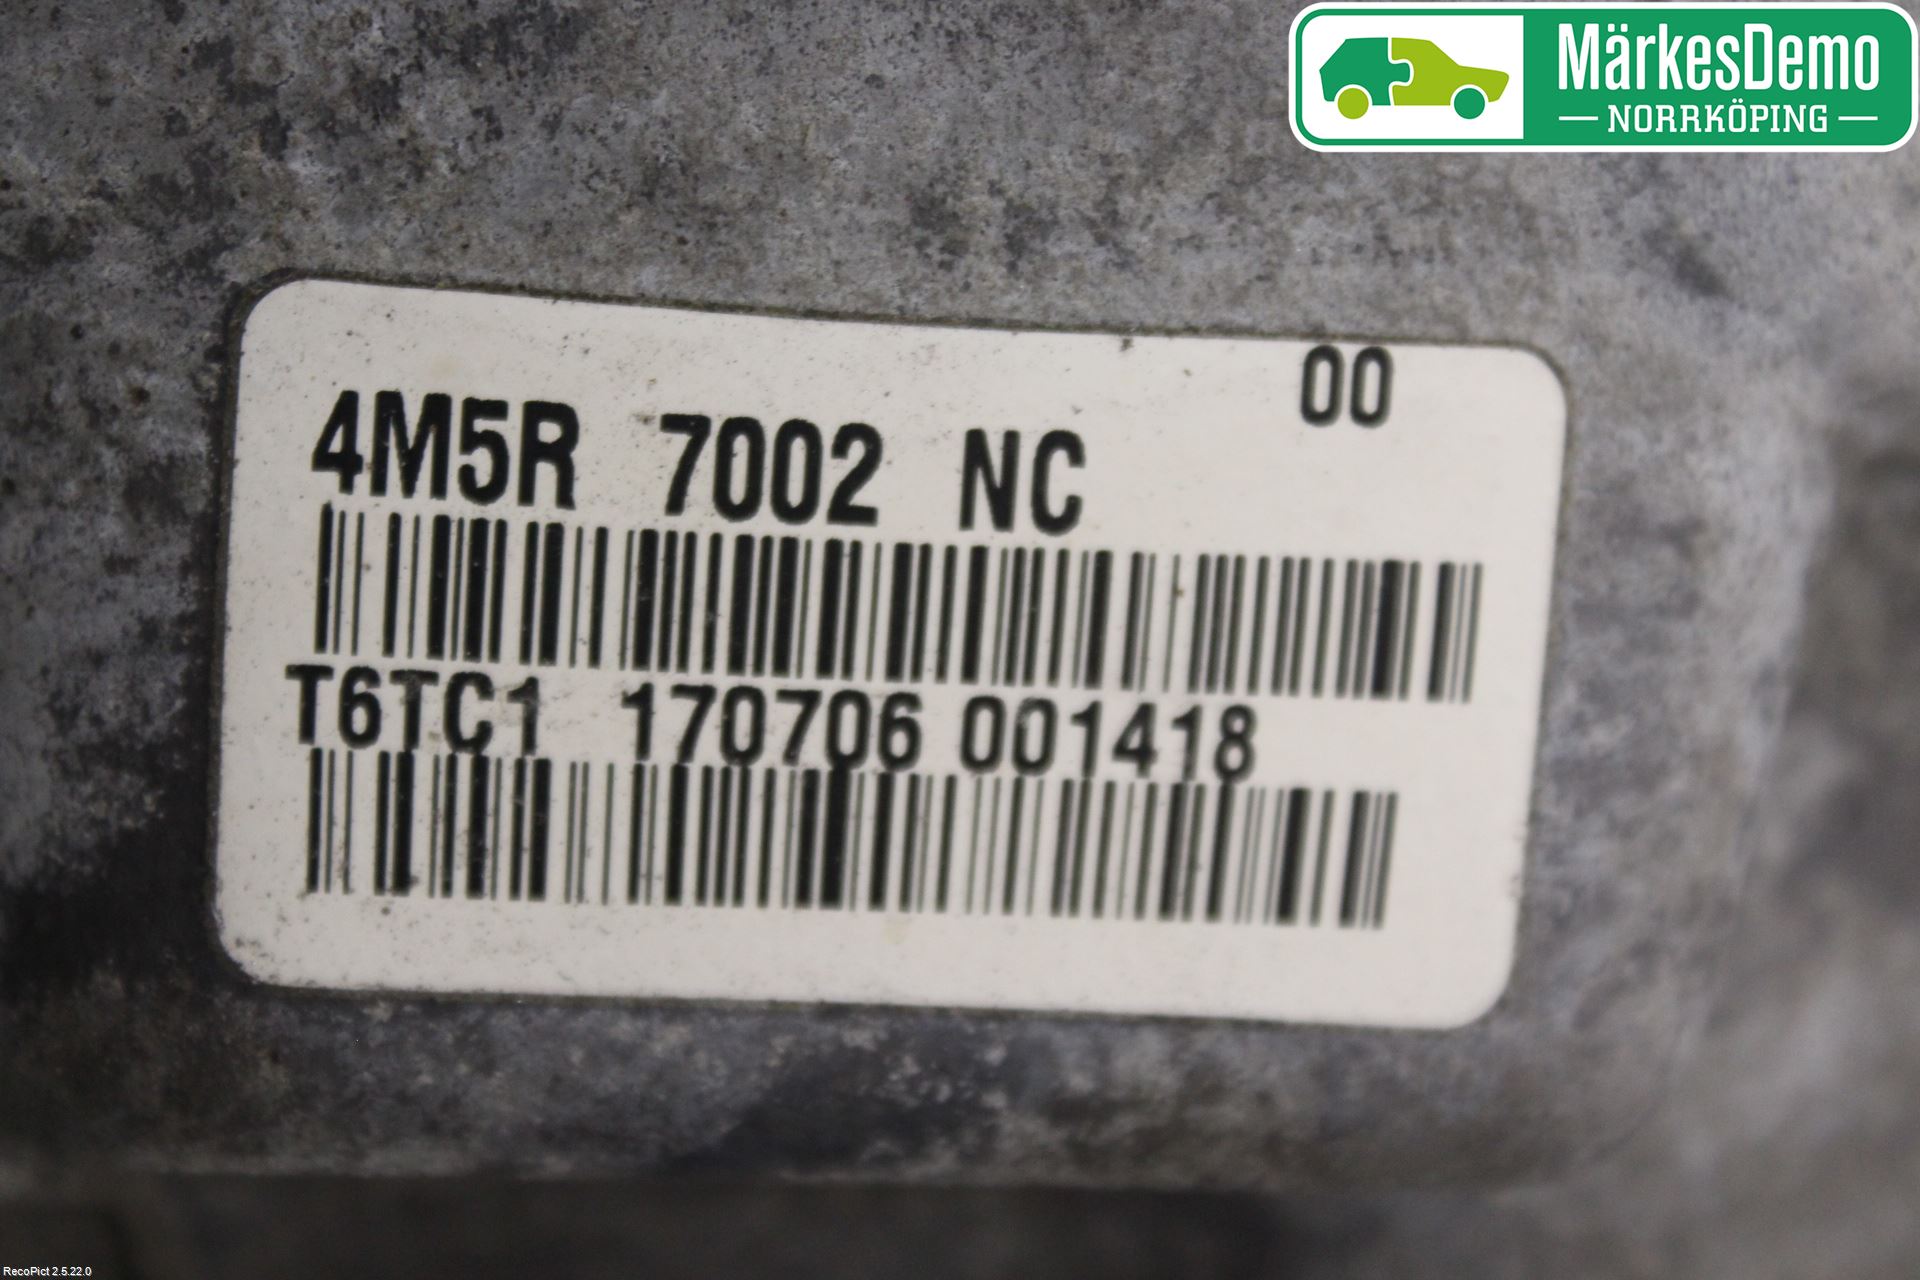 MärkesDemo
NORRKÖPING
00
4M5R 7002 NC
T6TC1 170706 001418
RecoPict 2.5.22.0